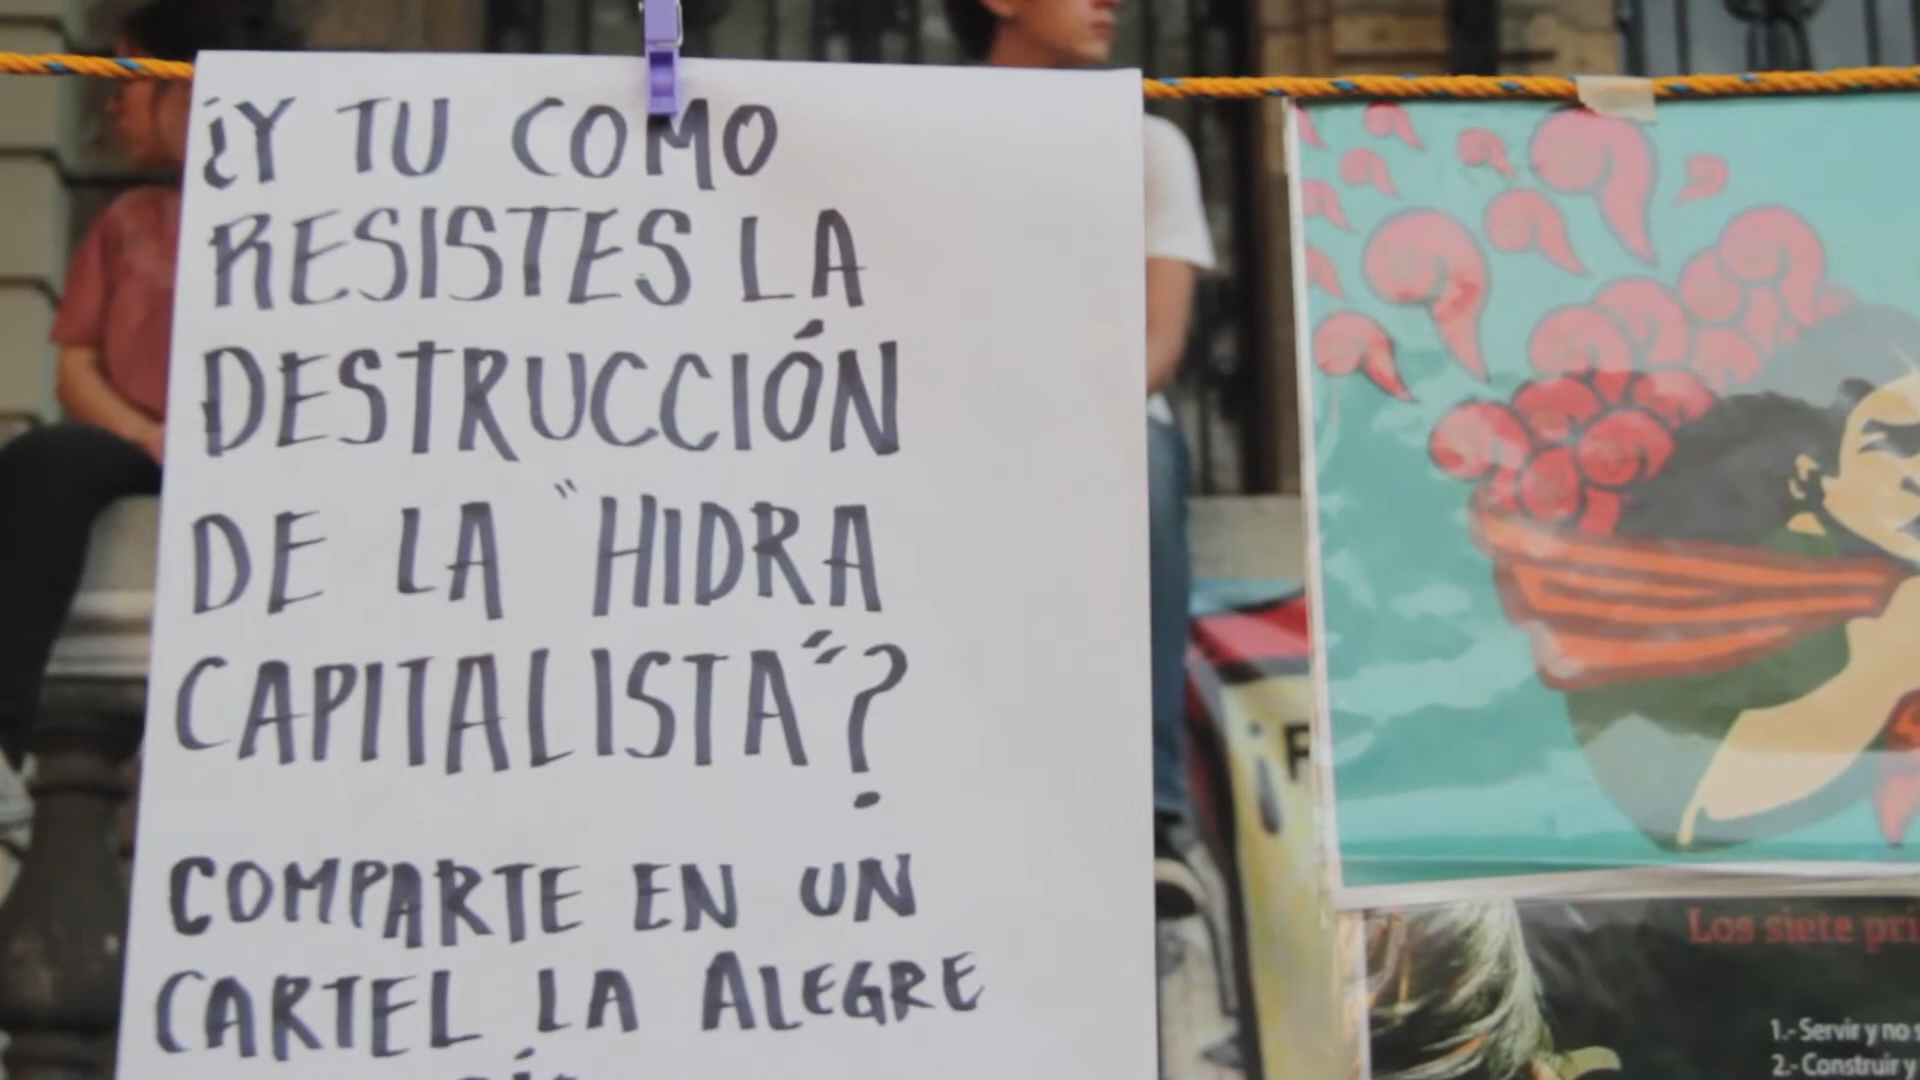 ¿Y TU COMO
RESISTES LA
DESTRUCCIÓN
DE LA "HIDRA
CAPITALISTA"?
COMPARTE EN UN
CARTEL LA ALEGRE
Los siete
1.- Servir y no
2.- Construir y